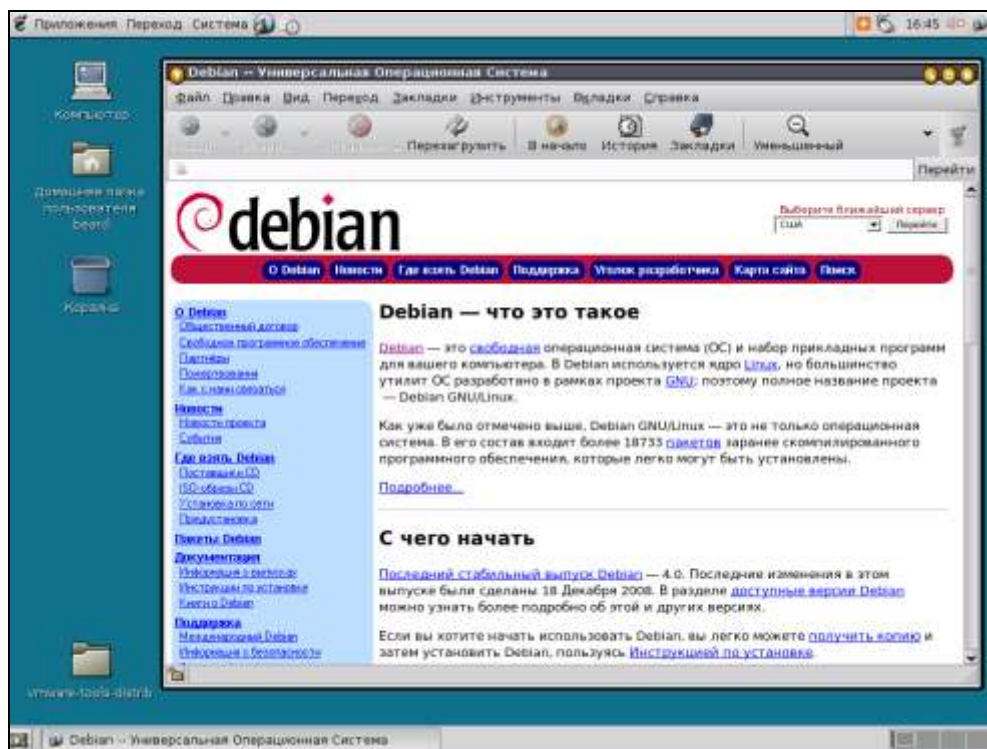 Приложения Переход Система
16:45
Debian -- Универсальная Операционная Система
Файл Правка Вид Переход Закладки Инструменты Вкладки Справка
Перезагрузить В начало История Закладки Уменьшенный
Перейти
Компьютер
Домашняя папка
пользователя
Корзина
debian
Выберите ближайший сервер
США Перейти
О Debian Новости Где взять Debian Поддержка Уголок разработчика Карта сайта Поиск
О Debian
Общественный договор
Свободное программное обеспечение
Партнёры
Пожертвования
Как с нами связаться
Новости
Новости проекта
События
Где взять Debian
Поставщики CD
ISO-образы CD
Установка по сети
Предустановка
Пакеты Debian
Документация
Информация о выпусках
Инструкции по установке
Книги о Debian
Поддержка
Международный Debian
Информация о безопасности
Debian — что это такое
Debian — это свободная операционная система (ОС) и набор прикладных программ
для вашего компьютера. В Debian используется ядро Linux, но большинство
утилит ОС разработано в рамках проекта GNU; поэтому полное название проекта
— Debian GNU/Linux.
Как уже было отмечено выше, Debian GNU/Linux — это не только операционная
система. В его состав входит более 18733 пакетов заранее скомпилированного
программного обеспечения, которые легко могут быть установлены.
Подробнее...
С чего начать
Последний стабильный выпуск Debian — 4.0. Последние изменения в этом
выпуске были сделаны 18 Декабря 2008. В разделе доступные версии Debian
можно узнать более подробно об этой и других версиях.
Если вы хотите начать использовать Debian, вы легко можете получить копию и
затем установить Debian, пользуясь Инструкцией по установке.
vmware-tools-distrib
Debian -- Универсальная Операционная Система